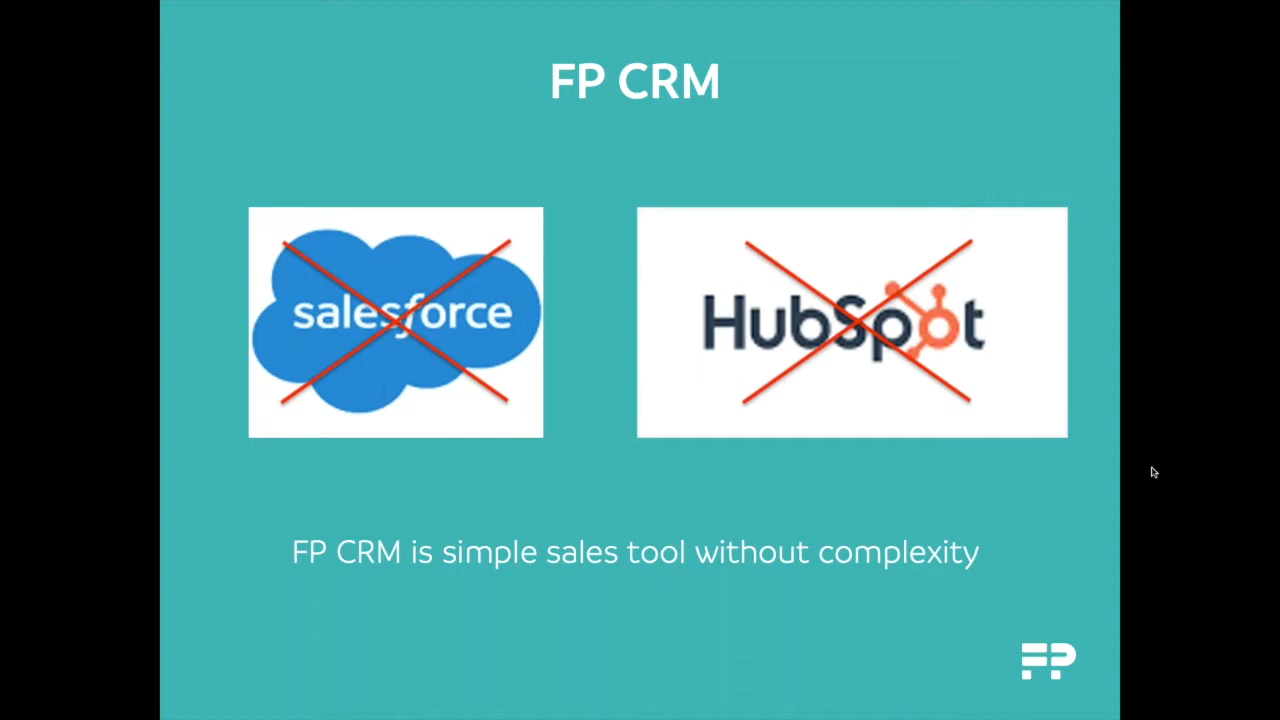 FP CRM
salesforce
HubSpot
FP CRM is simple sales tool without complexity
FP